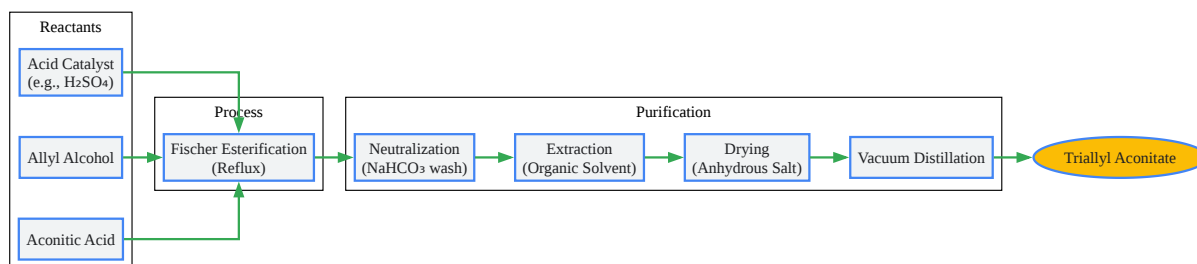 Reactants
Acid Catalyst
(e.g., H₂SO₄)
Allyl Alcohol
Aconitic Acid
Process
Fischer Esterification
(Reflux)
Purification
Neutralization
(NaHCO₃ wash)
Extraction
(Organic Solvent)
Drying
(Anhydrous Salt)
Vacuum Distillation
Triallyl Aconitate